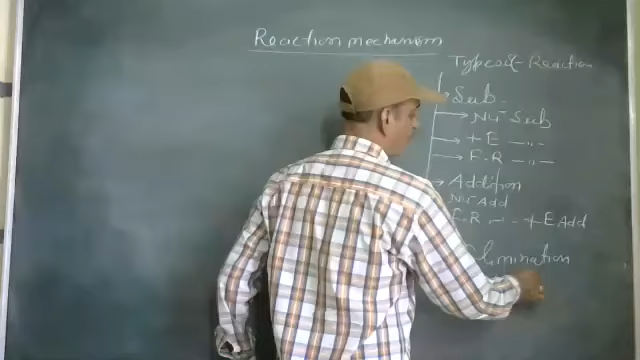 Reaction mechanism
Types of Reaction
Sub.
Nu⁻ Sub
+ E — " —
F.R — " —
Addition
Nu⁻ Add
F.R — " — + E Add
Elimination